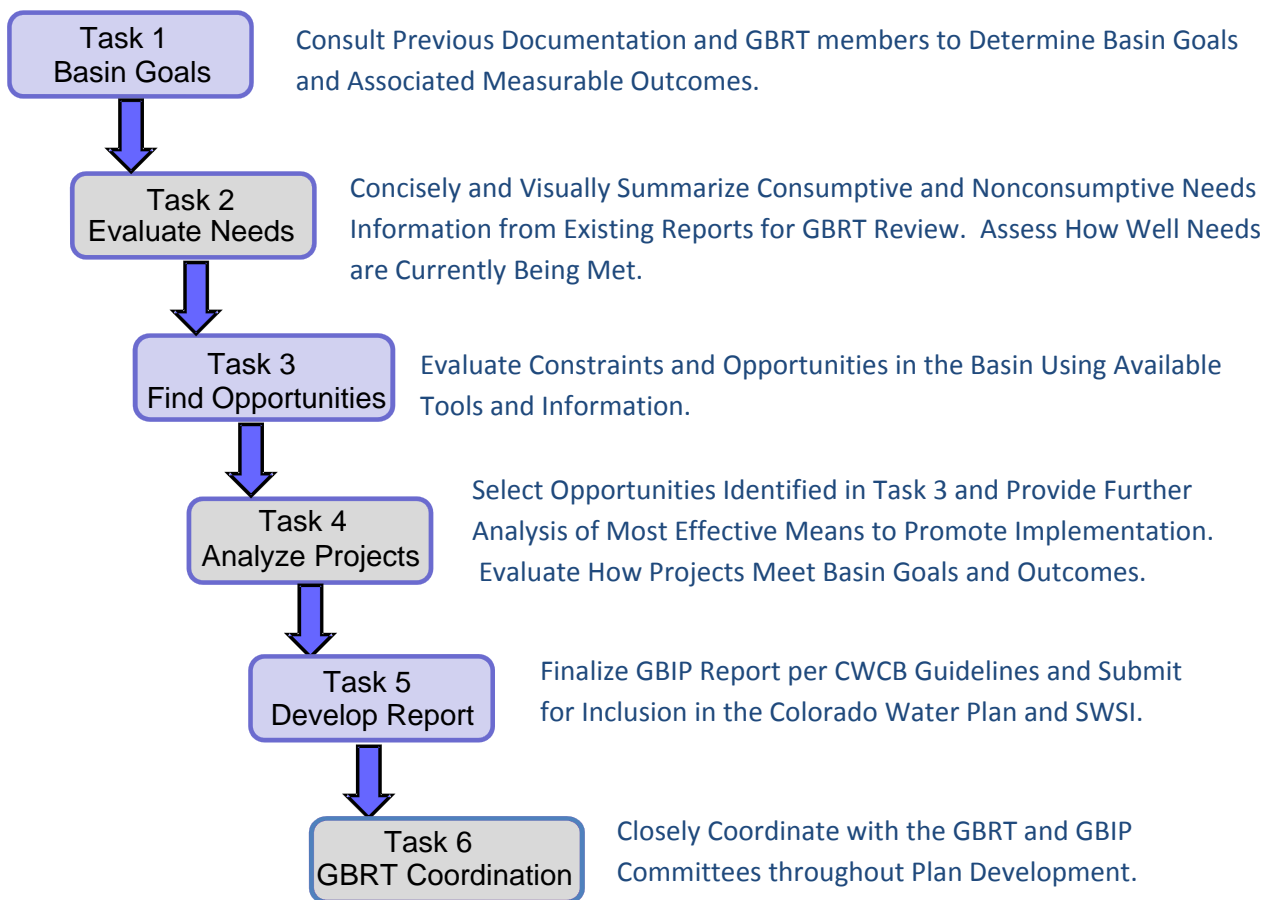 Task 1
Basin Goals
Consult Previous Documentation and GBRT members to Determine Basin Goals
and Associated Measurable Outcomes.
Task 2
Evaluate Needs
Concisely and Visually Summarize Consumptive and Nonconsumptive Needs
Information from Existing Reports for GBRT Review.  Assess How Well Needs
are Currently Being Met.
Task 3
Find Opportunities
Evaluate Constraints and Opportunities in the Basin Using Available
Tools and Information.
Task 4
Analyze Projects
Select Opportunities Identified in Task 3 and Provide Further
Analysis of Most Effective Means to Promote Implementation.
Evaluate How Projects Meet Basin Goals and Outcomes.
Task 5
Develop Report
Finalize GBIP Report per CWCB Guidelines and Submit
for Inclusion in the Colorado Water Plan and SWSI.
Task 6
GBRT Coordination
Closely Coordinate with the GBRT and GBIP
Committees throughout Plan Development.